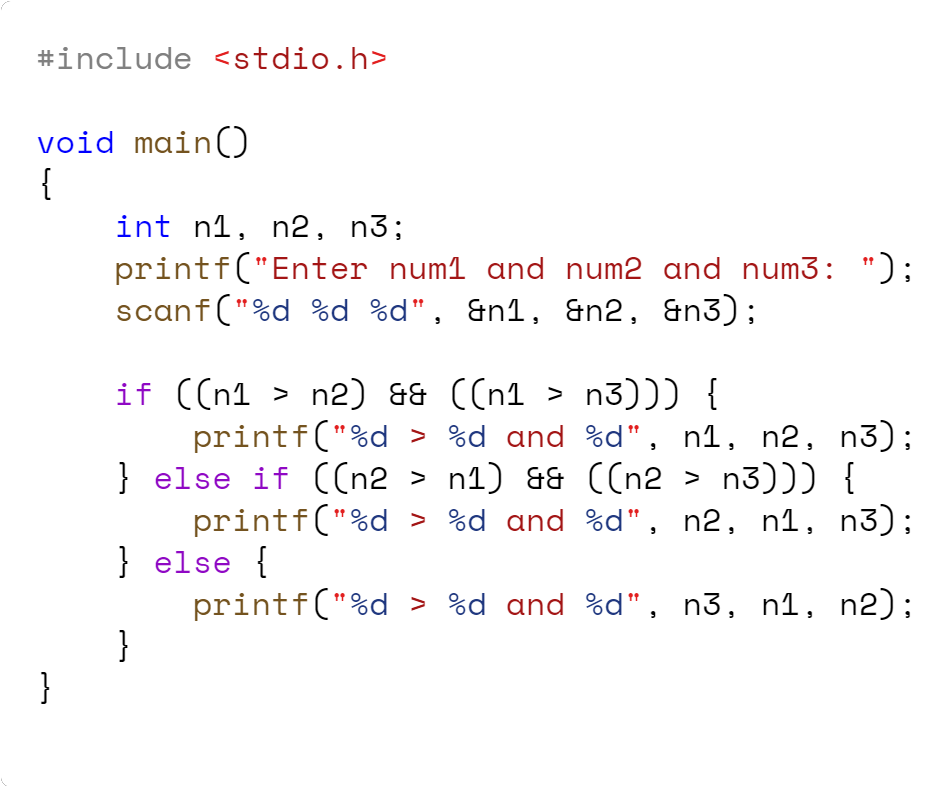 #include <stdio.h>

void main()
{
    int n1, n2, n3;
    printf("Enter num1 and num2 and num3: ");
    scanf("%d %d %d", &n1, &n2, &n3);

    if ((n1 > n2) && ((n1 > n3))) {
        printf("%d > %d and %d", n1, n2, n3);
    } else if ((n2 > n1) && ((n2 > n3))) {
        printf("%d > %d and %d", n2, n1, n3);
    } else {
        printf("%d > %d and %d", n3, n1, n2);
    }
}